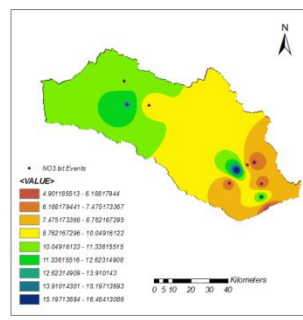 N
NO3.txt Events
<VALUE>
4.901185513 - 6.18617944
6.188179441 - 7.475173367
7.475173368 - 8.762167295
8.762167296 - 10.04916122
10.04916123 - 11.33615515
11.33615516 - 12.62314908
12.62314909 - 13.910143
13.91014301 - 15.19713693
15.19713694 - 16.48413086
Kilometers
0 5 10 20 30 40